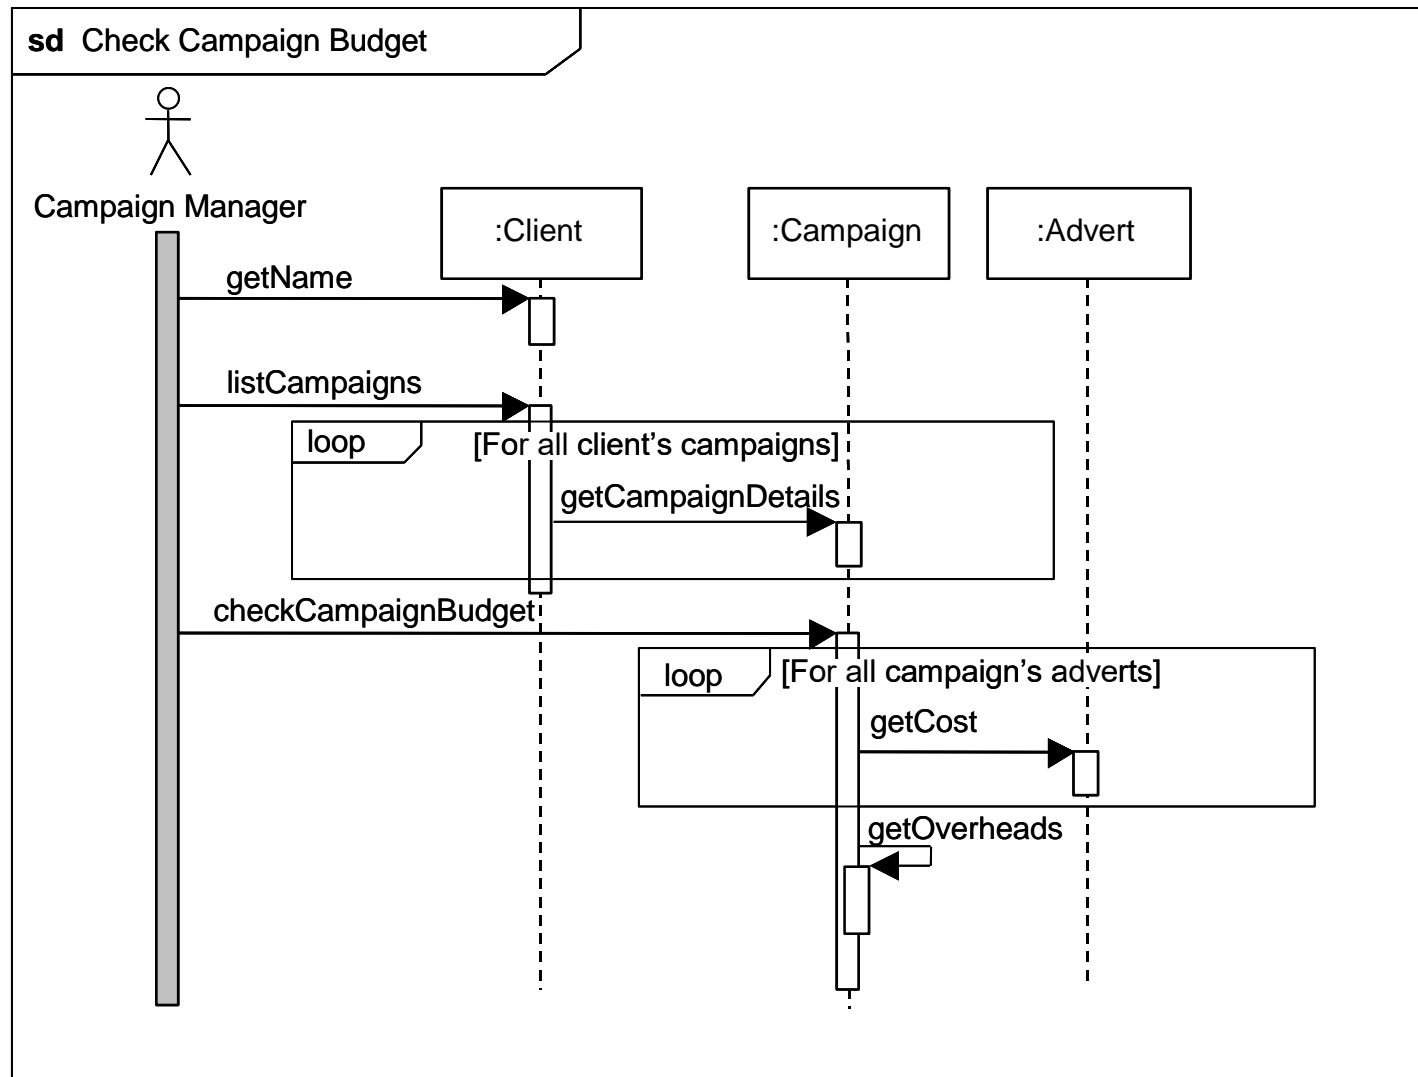 sd Check Campaign Budget
Campaign Manager
:Client
:Campaign
:Advert
getName
listCampaigns
loop
[For all client’s campaigns]
getCampaignDetails
checkCampaignBudget
loop
[For all campaign’s adverts]
getCost
getOverheads